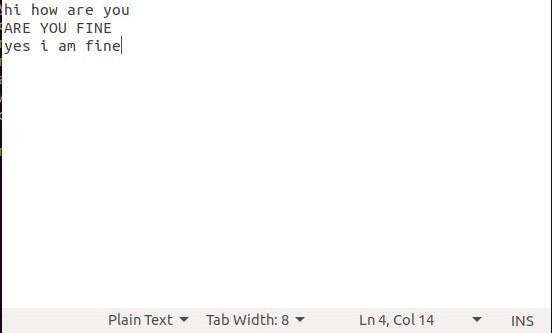 hi how are you
ARE YOU FINE
yes i am fine
Plain Text Tab Width: 8 Ln 4, Col 14 INS